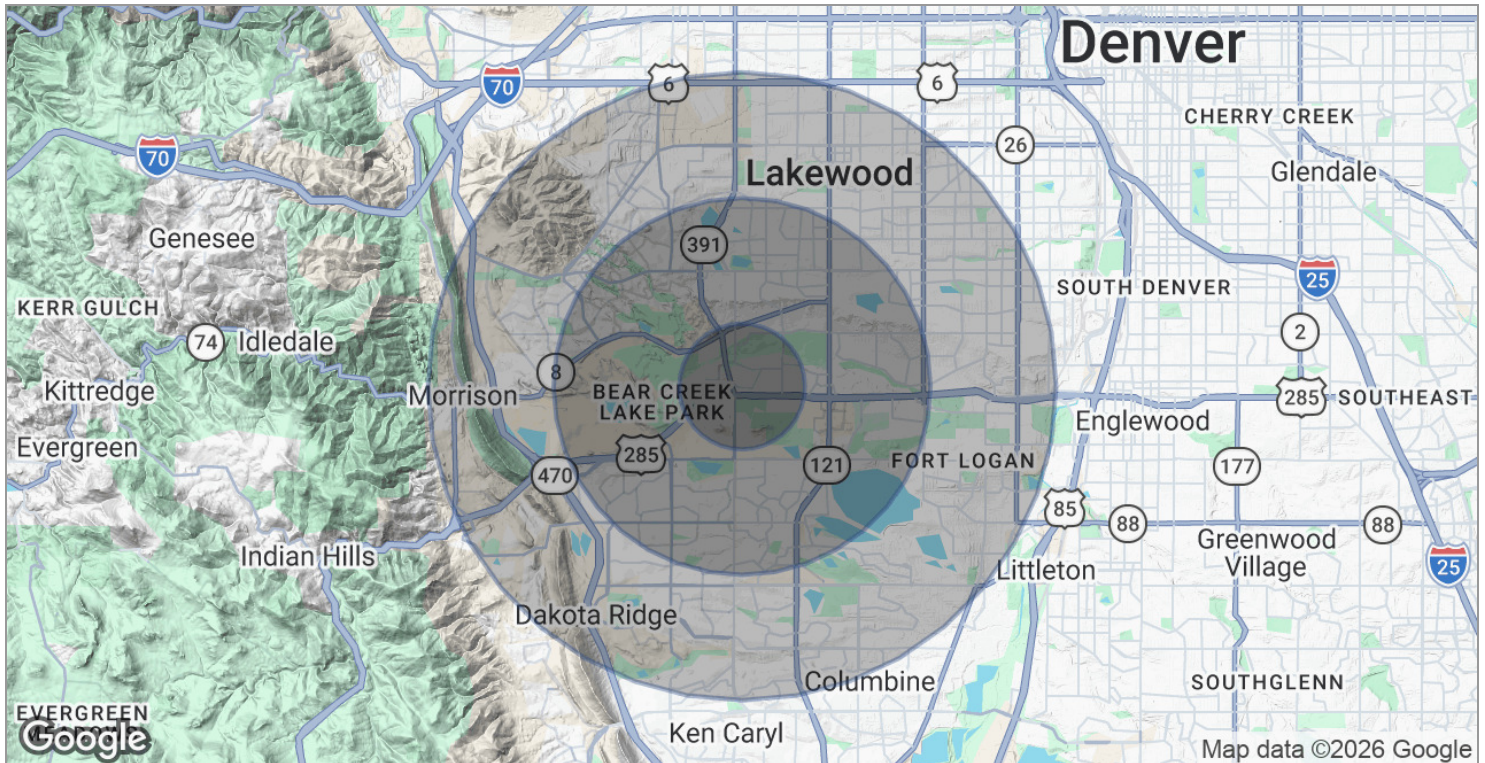 Denver
70
6
6
CHERRY CREEK
26
70
Glendale
Lakewood
Genesee
391
25
SOUTH DENVER
KERR GULCH
74
Idledale
2
8
Kittredge
Morrison
BEAR CREEK
LAKE PARK
285
SOUTHEAST
Englewood
Evergreen
285
121
FORT LOGAN
177
470
85
88
88
Indian Hills
Greenwood
Village
Littleton
25
Dakota Ridge
Columbine
SOUTHGLENN
EVERGREEN
Ken Caryl
Google
Map data ©2026 Google